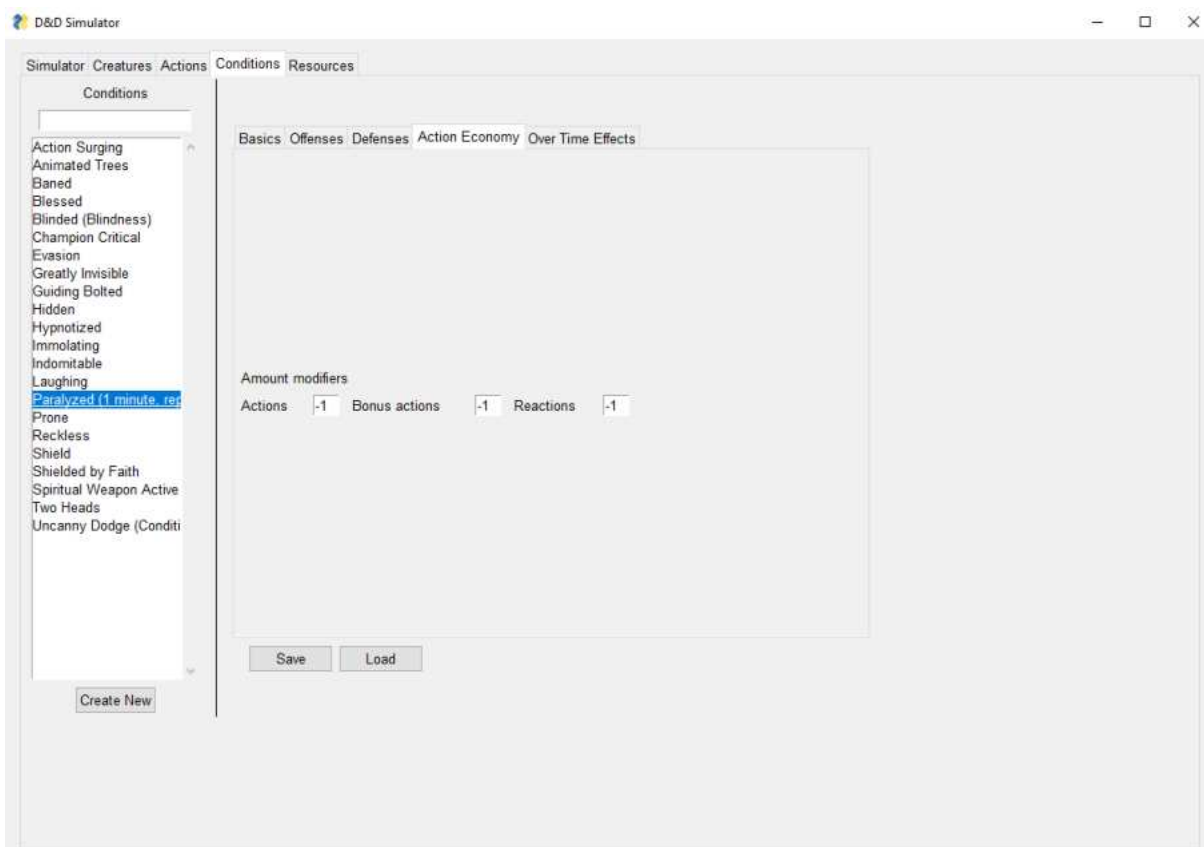 D&D Simulator
Simulator Creatures Actions Conditions Resources
Conditions
Basics Offenses Defenses Action Economy Over Time Effects
Action Surging
Animated Trees
Baned
Blessed
Blinded (Blindness)
Champion Critical
Evasion
Greatly Invisible
Guiding Bolted
Hidden
Hypnotized
Immolating
Indomitable
Laughing
Paralyzed (1 minute, rep
Prone
Reckless
Shield
Shielded by Faith
Spiritual Weapon Active
Two Heads
Uncanny Dodge (Conditi
Amount modifiers
Actions -1 Bonus actions -1 Reactions -1
Save Load
Create New